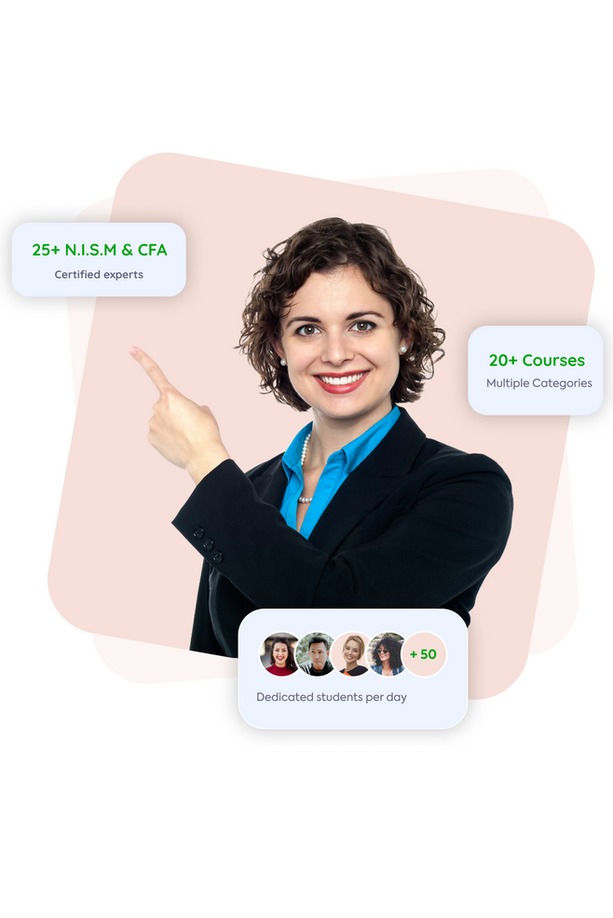 25+ N.I.S.M & CFA
Certified experts
20+ Courses
Multiple Categories
+ 50
Dedicated students per day